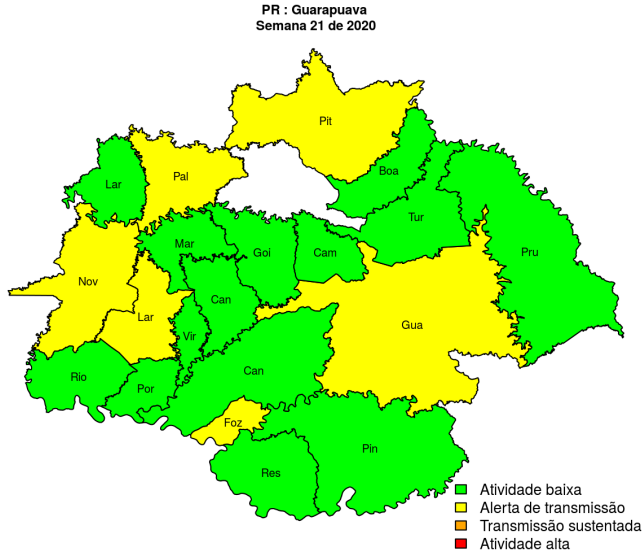 PR : Guarapuava
Semana 21 de 2020
Pit
Boa
Lar
Pal
Tur
Mar
Goi
Cam
Pru
Nov
Can
Lar
Gua
Vir
Can
Rio
Por
Foz
Pin
Res
Atividade baixa
Alerta de transmissão
Transmissão sustentada
Atividade alta